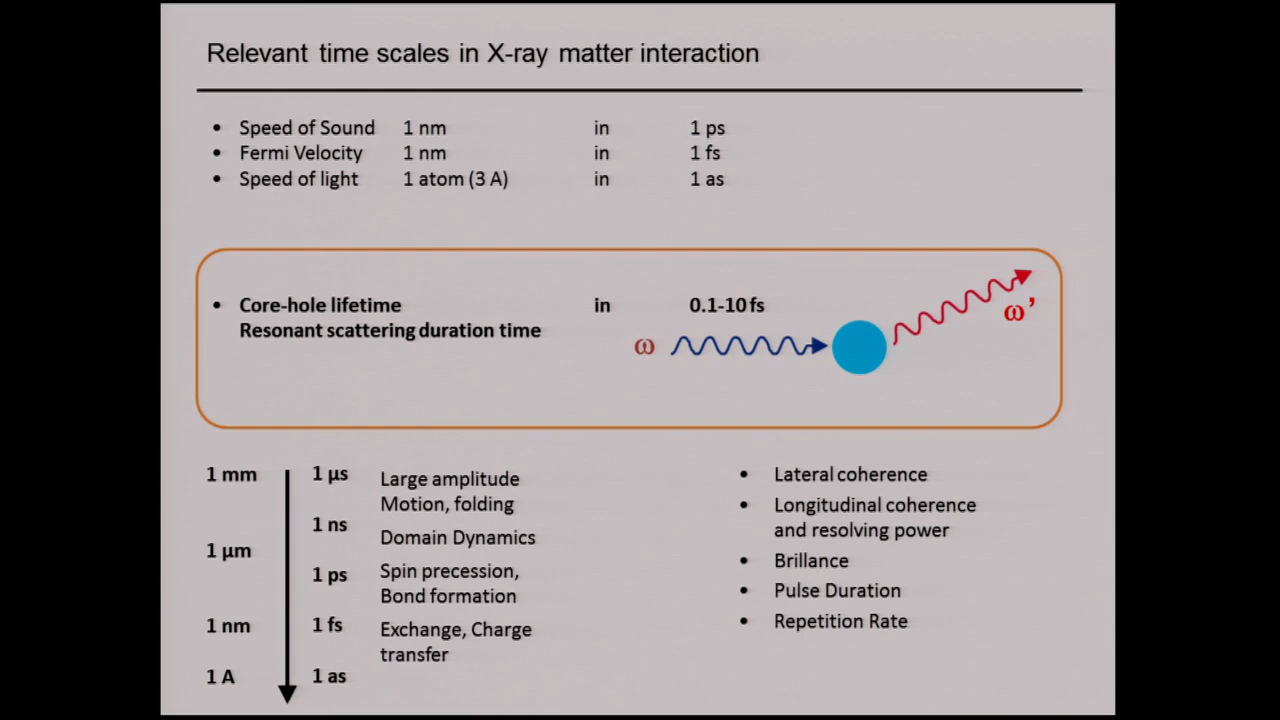 Relevant time scales in X-ray matter interaction
• Speed of Sound 1 nm in 1 ps
• Fermi Velocity 1 nm in 1 fs
• Speed of light 1 atom (3 A) in 1 as
• Core-hole lifetime in 0.1-10 fs
Resonant scattering duration time
ω
ω’
1 mm
1 µm
1 nm
1 A
1 µs
1 ns
1 ps
1 fs
1 as
Large amplitude
Motion, folding
Domain Dynamics
Spin precession,
Bond formation
Exchange, Charge
transfer
• Lateral coherence
• Longitudinal coherence
and resolving power
• Brillance
• Pulse Duration
• Repetition Rate